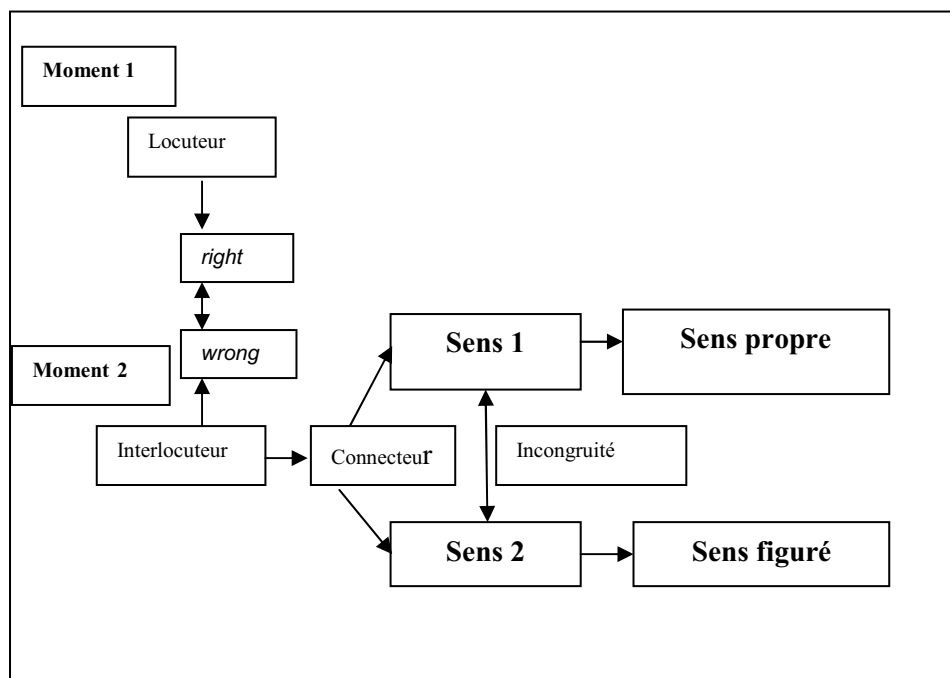 Moment 1
Locuteur
right
wrong
Moment 2
Interlocuteur
Connecteur
Sens 1
Sens propre
Incongruité
Sens 2
Sens figuré